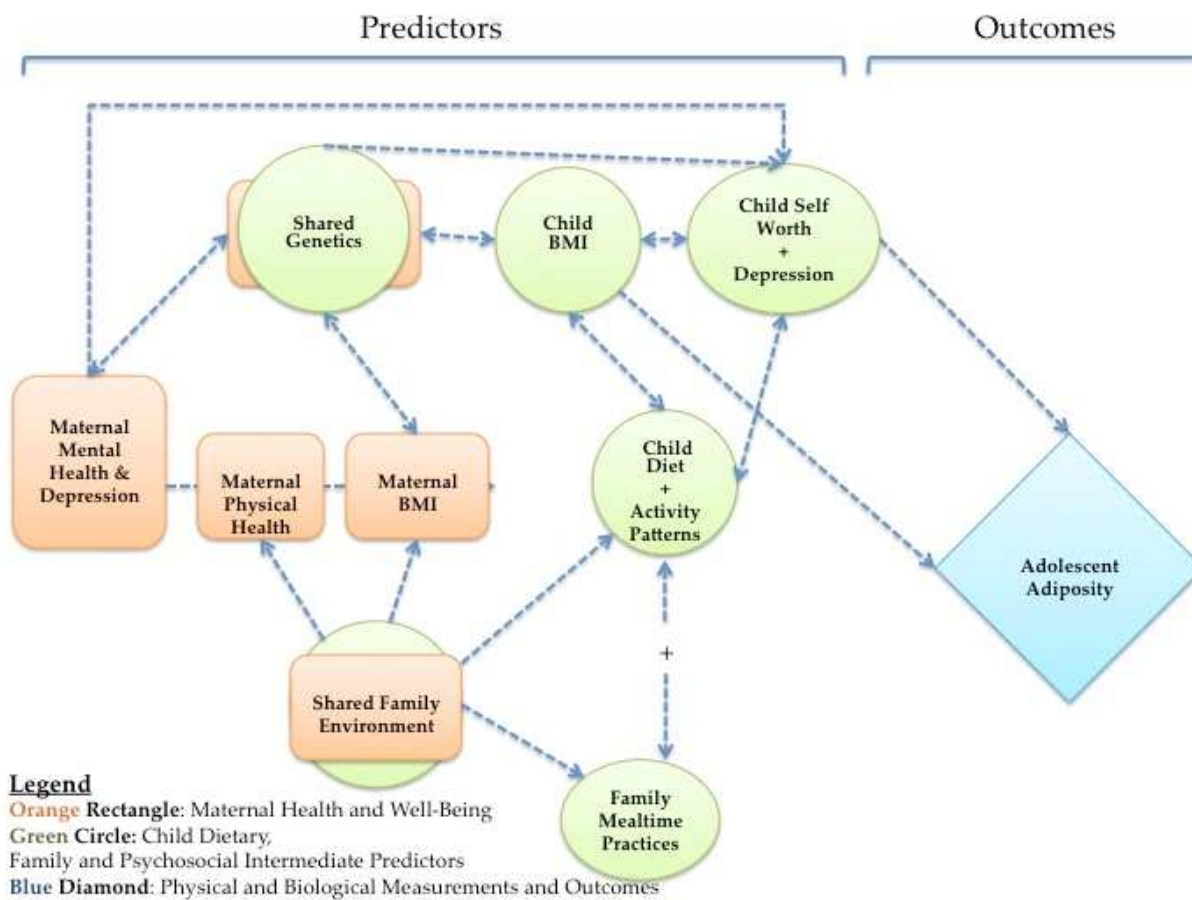 Predictors
Outcomes
Shared
Genetics
Child
BMI
Child Self
Worth
+
Depression
Maternal
Mental
Health &
Depression
Maternal
Physical
Health
Maternal
BMI
Child
Diet
+
Activity
Patterns
Adolescent
Adiposity
+
Shared Family
Environment
Family
Mealtime
Practices
Legend
Orange Rectangle: Maternal Health and Well-Being
Green Circle: Child Dietary,
Family and Psychosocial Intermediate Predictors
Blue Diamond: Physical and Biological Measurements and Outcomes